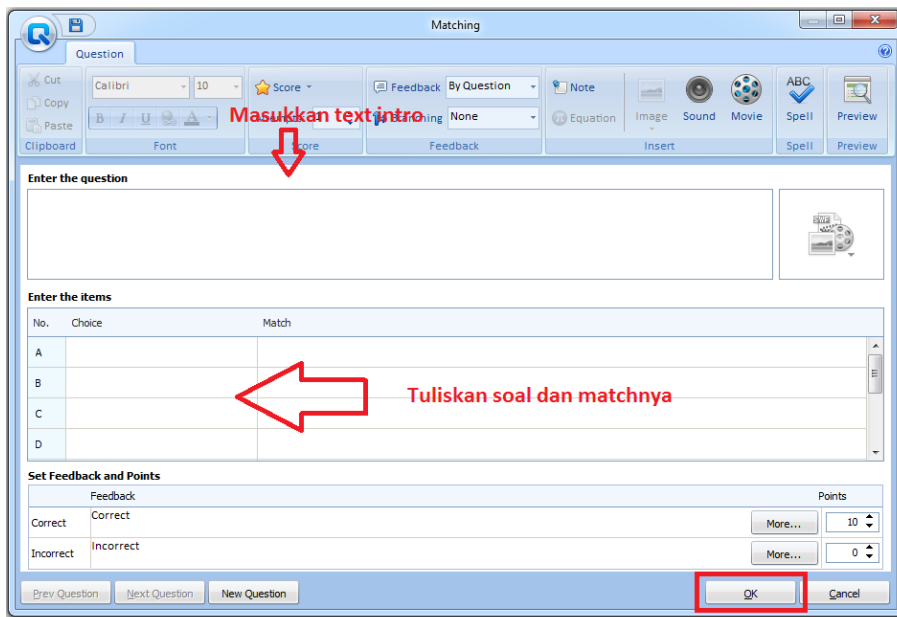 Matching
Question
Cut
Copy
Paste
Clipboard
Calibri 10
B I U A
Font
Score
Score
Masukkan text intro
Feedback By Question
Branching None
Feedback
Note
Equation
Image
Sound
Movie
Insert
ABC
Spell
Spell
Preview
Preview
Enter the question
SWF
Enter the items
No. Choice Match
A
B
C
D
Tuliskan soal dan matchnya
Set Feedback and Points
Feedback Points
Correct Correct More... 10
Incorrect Incorrect More... 0
Prev Question Next Question New Question OK Cancel